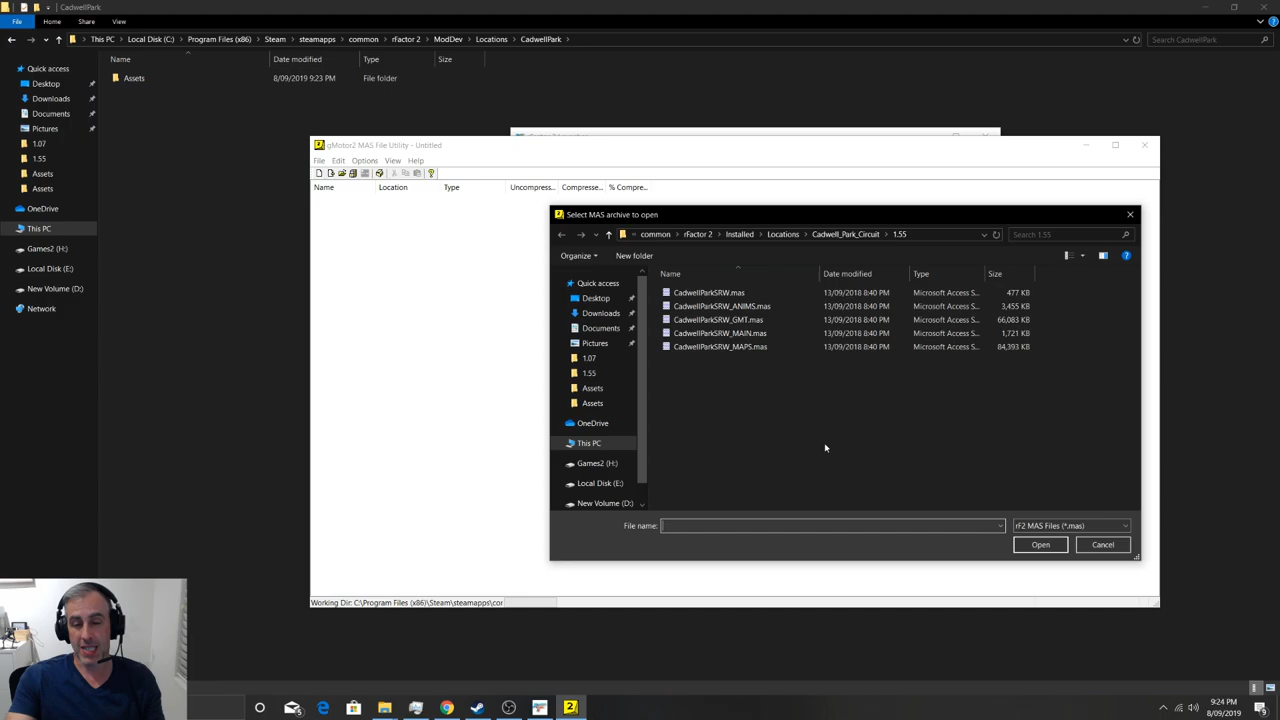 CadwellPark
File Home Share View
This PC Local Disk (C:) Program Files (x86) Steam steamapps common rFactor 2 ModDev Locations CadwellPark
Search CadwellPark
Name Date modified Type Size
Assets 8/09/2019 9:23 PM File folder
Quick access
Desktop
Downloads
Documents
Pictures
1.07
1.55
Assets
Assets
OneDrive
This PC
Games2 (H:)
Local Disk (E:)
New Volume (D:)
Network
gMotor2 MAS File Utility - Untitled
File Edit Options View Help
Name Location Type Uncompress... Compresse... % Compre...
Select MAS archive to open
common rFactor 2 Installed Locations Cadwell_Park_Circuit 1.55
Search 1.55
Organize New folder
Name Date modified Type Size
CadwellParkSRW.mas 13/09/2018 8:40 PM Microsoft Access S... 477 KB
CadwellParkSRW_ANIMS.mas 13/09/2018 8:40 PM Microsoft Access S... 3,455 KB
CadwellParkSRW_GMT.mas 13/09/2018 8:40 PM Microsoft Access S... 66,083 KB
CadwellParkSRW_MAIN.mas 13/09/2018 8:40 PM Microsoft Access S... 1,721 KB
CadwellParkSRW_MAPS.mas 13/09/2018 8:40 PM Microsoft Access S... 84,393 KB
Quick access
Desktop
Downloads
Documents
Pictures
1.07
1.55
Assets
Assets
OneDrive
This PC
Games2 (H:)
Local Disk (E:)
New Volume (D:)
File name:
rF2 MAS Files (*.mas)
Open Cancel
Working Dir: C:\Program Files (x86)\Steam\steamapps\cor
9:24 PM
8/09/2019